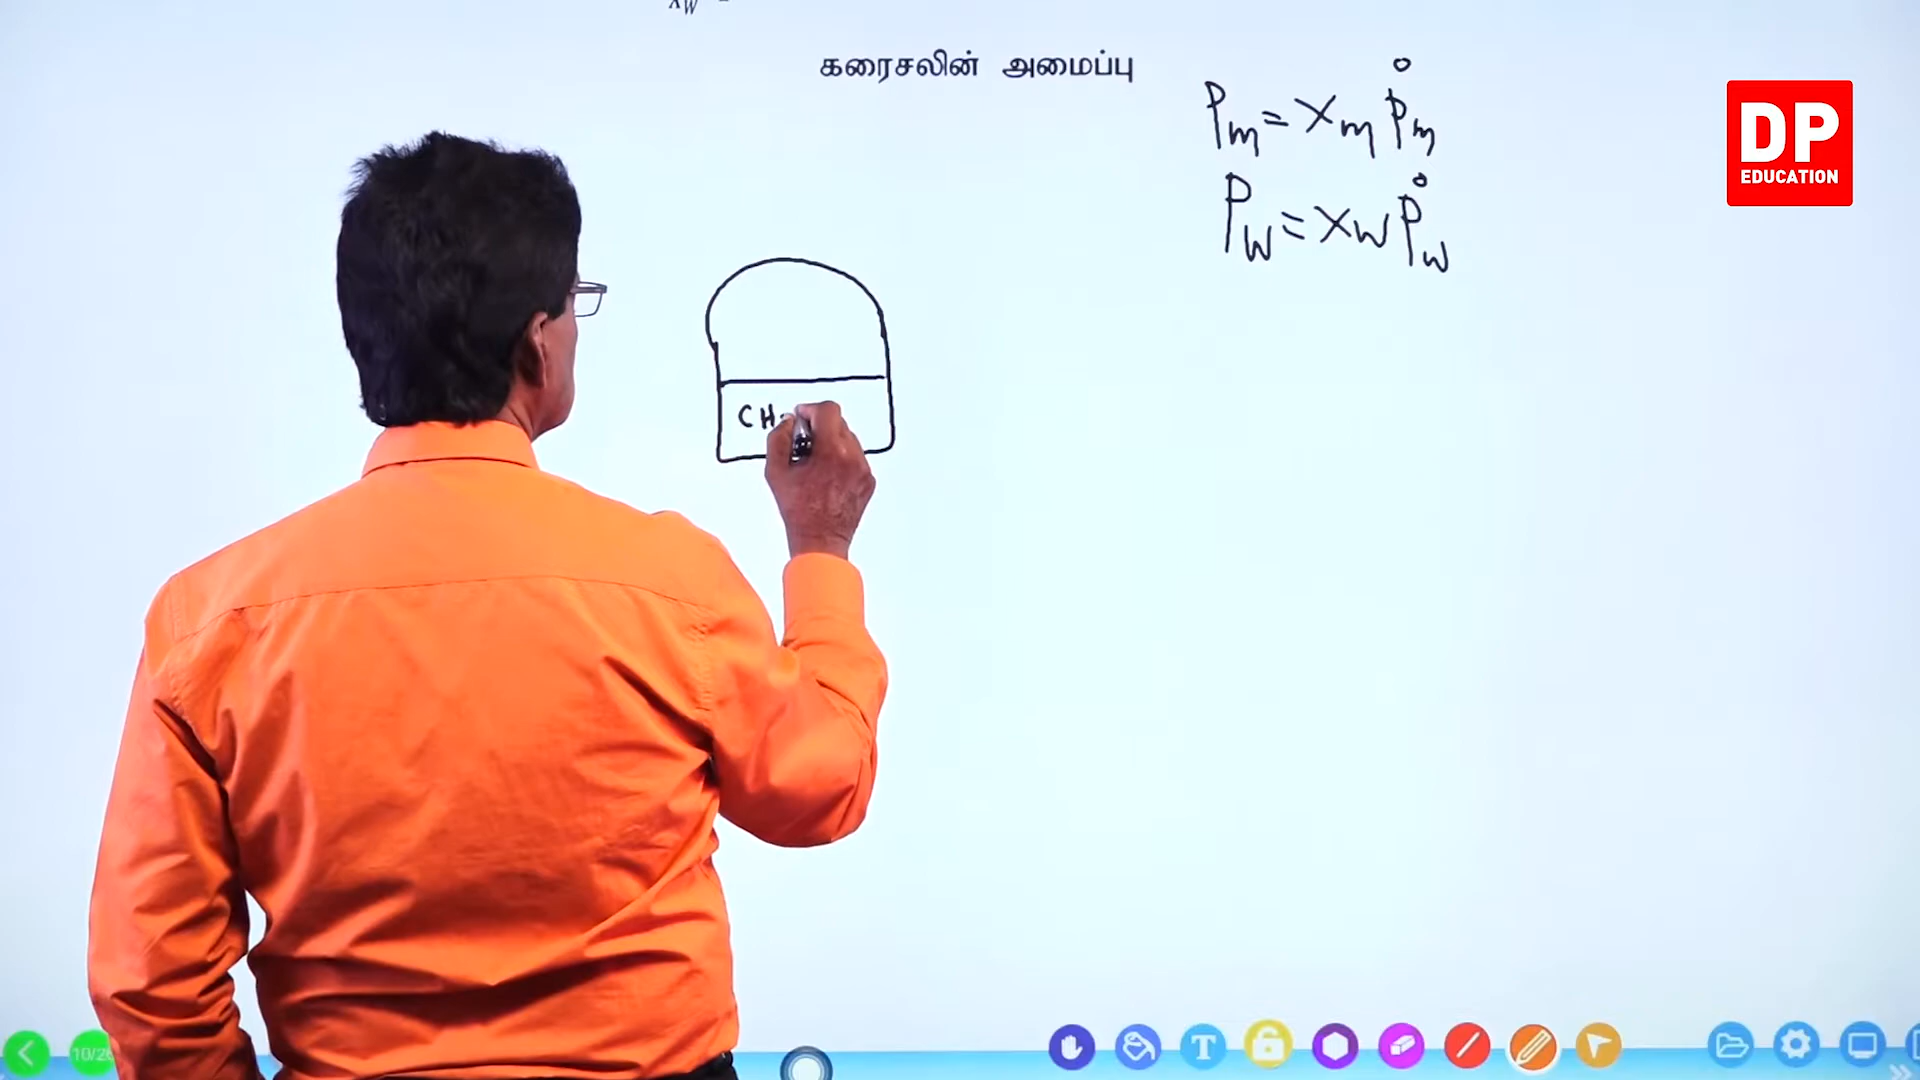 கரைசலின் அமைப்பு
Pm = Xm P°m
PW = XW P°W
DP
EDUCATION
CH
T